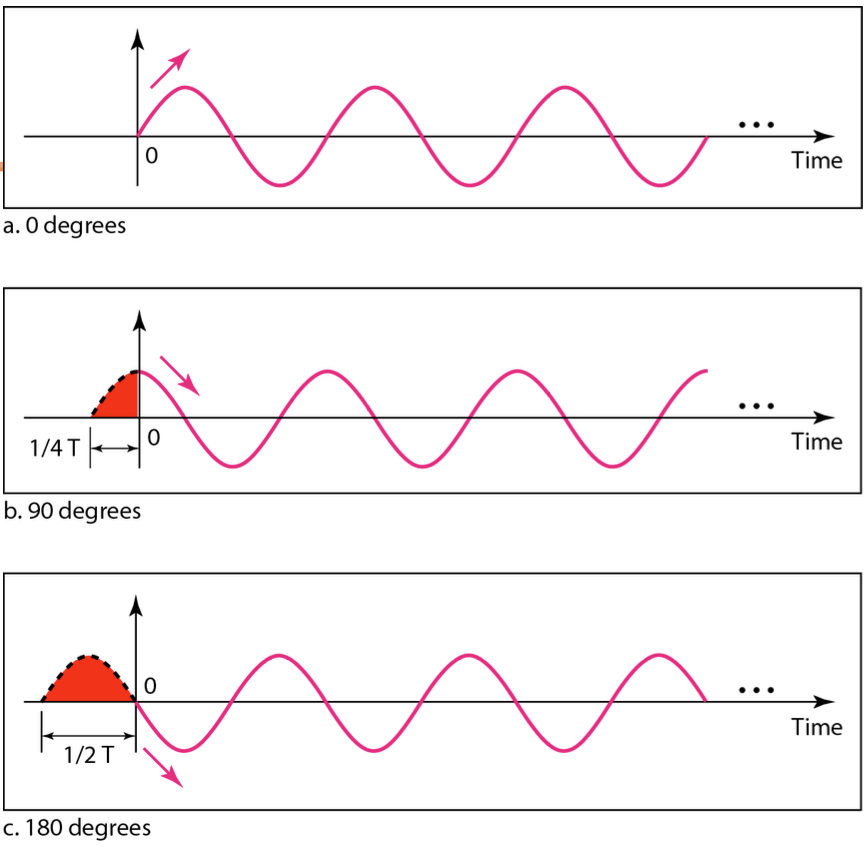 0
•••
Time
a. 0 degrees
1/4 T
0
•••
Time
b. 90 degrees
0
•••
Time
1/2 T
c. 180 degrees